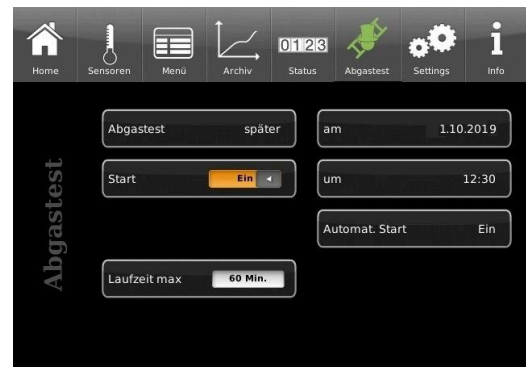 Home Sensoren Menü Archiv 0123 Status Abgastest Settings Info
Abgastest
Abgastest später
am 1.10.2019
Start Ein
um 12:30
Automat. Start Ein
Laufzeit max 60 Min.